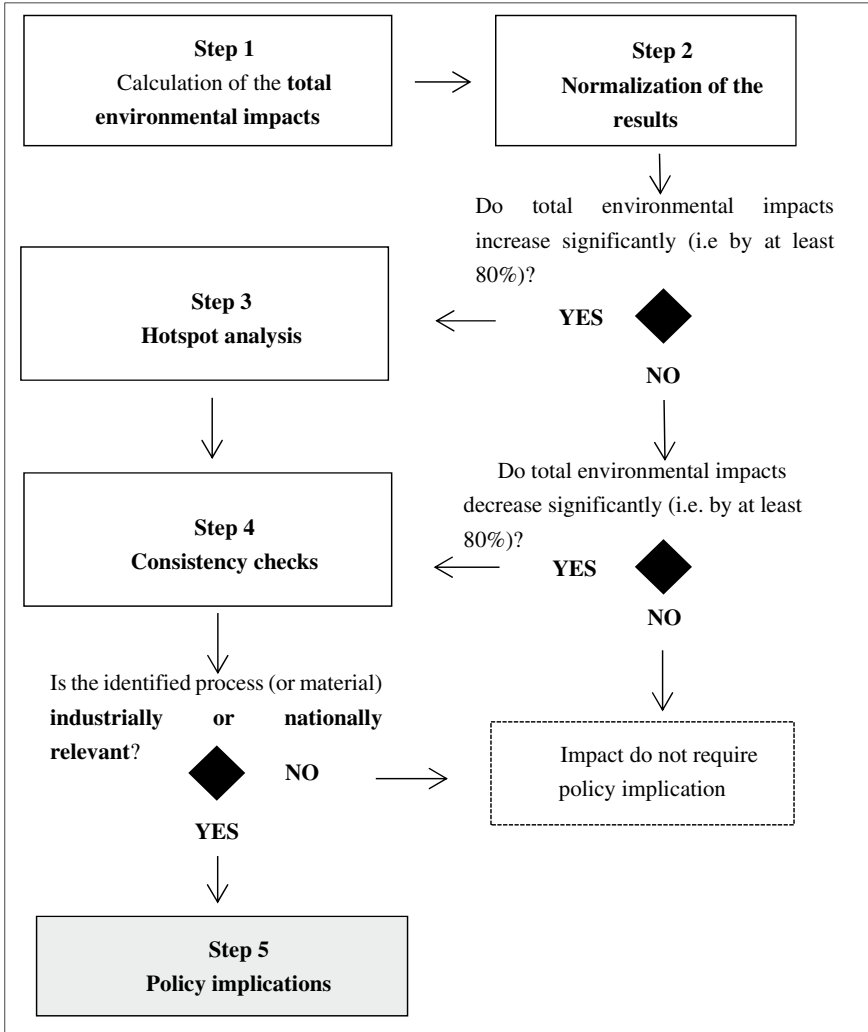 Step 1
Calculation of the total
environmental impacts
Step 2
Normalization of the
results
Do total environmental impacts
increase significantly (i.e by at least
80%)?
YES
NO
Step 3
Hotspot analysis
Do total environmental impacts
decrease significantly (i.e. by at least
80%)?
YES
NO
Step 4
Consistency checks
Is the identified process (or material)
industrially or nationally
relevant?
NO
YES
Impact do not require
policy implication
Step 5
Policy implications